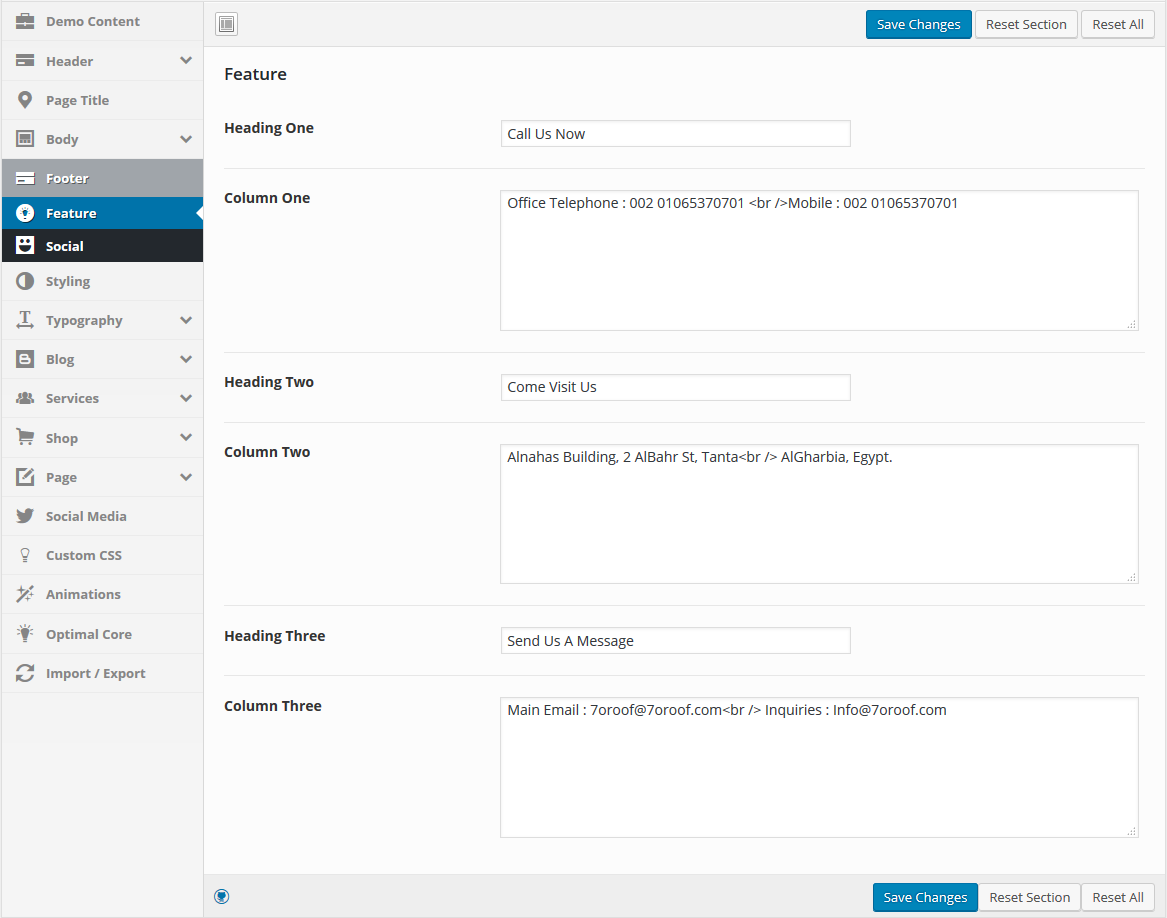 Demo Content
Header
Page Title
Body
Footer
Feature
Social
Styling
Typography
Blog
Services
Shop
Page
Social Media
Custom CSS
Animations
Optimal Core
Import / Export
Save Changes
Reset Section
Reset All
Feature
Heading One
Call Us Now
Column One
Office Telephone : 002 01065370701 <br />Mobile : 002 01065370701
Heading Two
Come Visit Us
Column Two
Alnahas Building, 2 AlBahr St, Tanta<br /> AlGharbia, Egypt.
Heading Three
Send Us A Message
Column Three
Main Email : 7oroof@7oroof.com<br /> Inquiries : Info@7oroof.com
Save Changes
Reset Section
Reset All